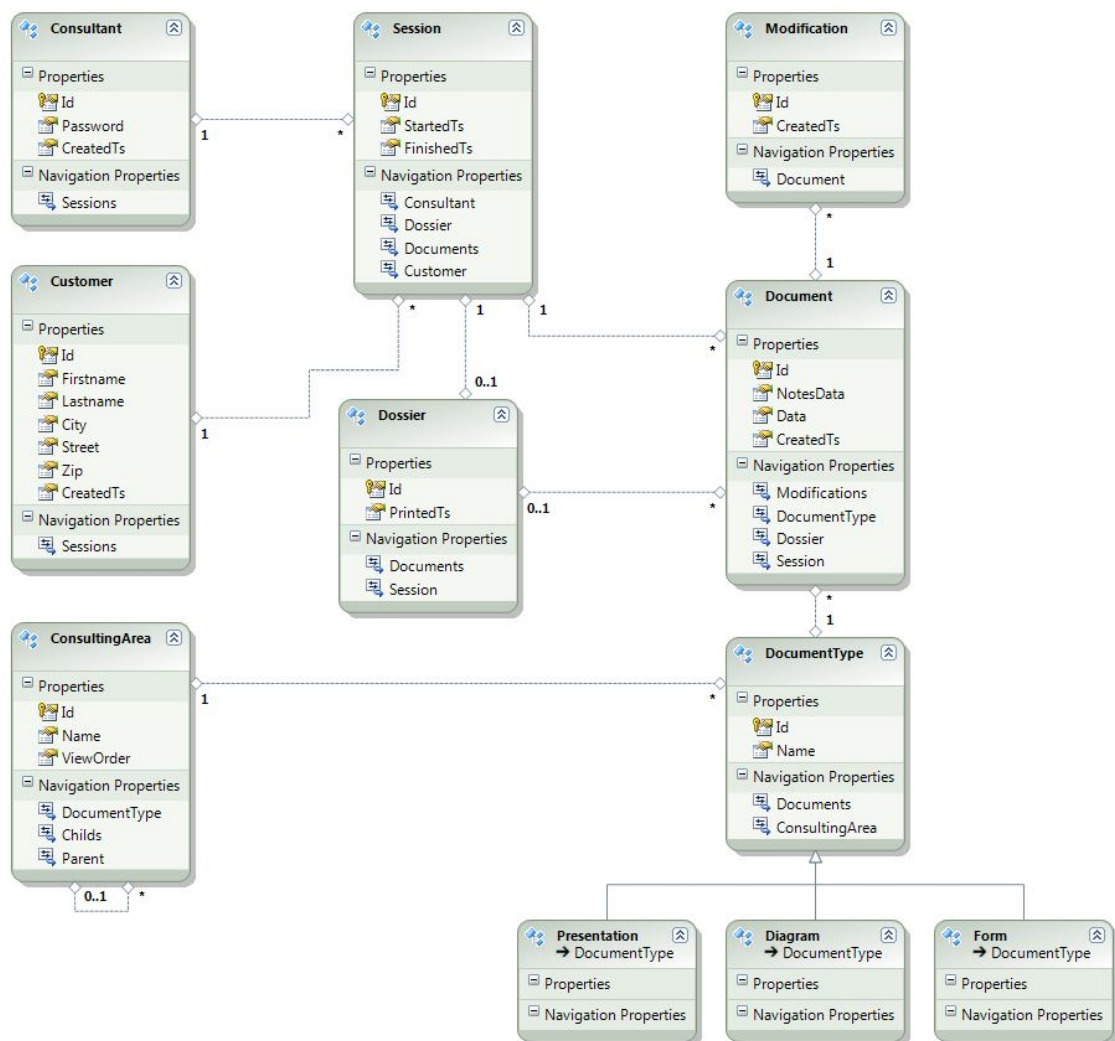 Consultant
Properties
Id
Password
CreatedTs
Navigation Properties
Sessions
1
*
Session
Properties
Id
StartedTs
FinishedTs
Navigation Properties
Consultant
Dossier
Documents
Customer
*
1
1
Modification
Properties
Id
CreatedTs
Navigation Properties
Document
*
1
Customer
Properties
Id
Firstname
Lastname
City
Street
Zip
CreatedTs
Navigation Properties
Sessions
1
0..1
Dossier
Properties
Id
PrintedTs
Navigation Properties
Documents
Session
0..1
*
*
Document
Properties
Id
NotesData
Data
CreatedTs
Navigation Properties
Modifications
DocumentType
Dossier
Session
*
1
ConsultingArea
Properties
Id
Name
ViewOrder
Navigation Properties
DocumentType
Childs
Parent
0..1 *
1
*
DocumentType
Properties
Id
Name
Navigation Properties
Documents
ConsultingArea
Presentation
➔ DocumentType
Properties
Navigation Properties
Diagram
➔ DocumentType
Properties
Navigation Properties
Form
➔ DocumentType
Properties
Navigation Properties